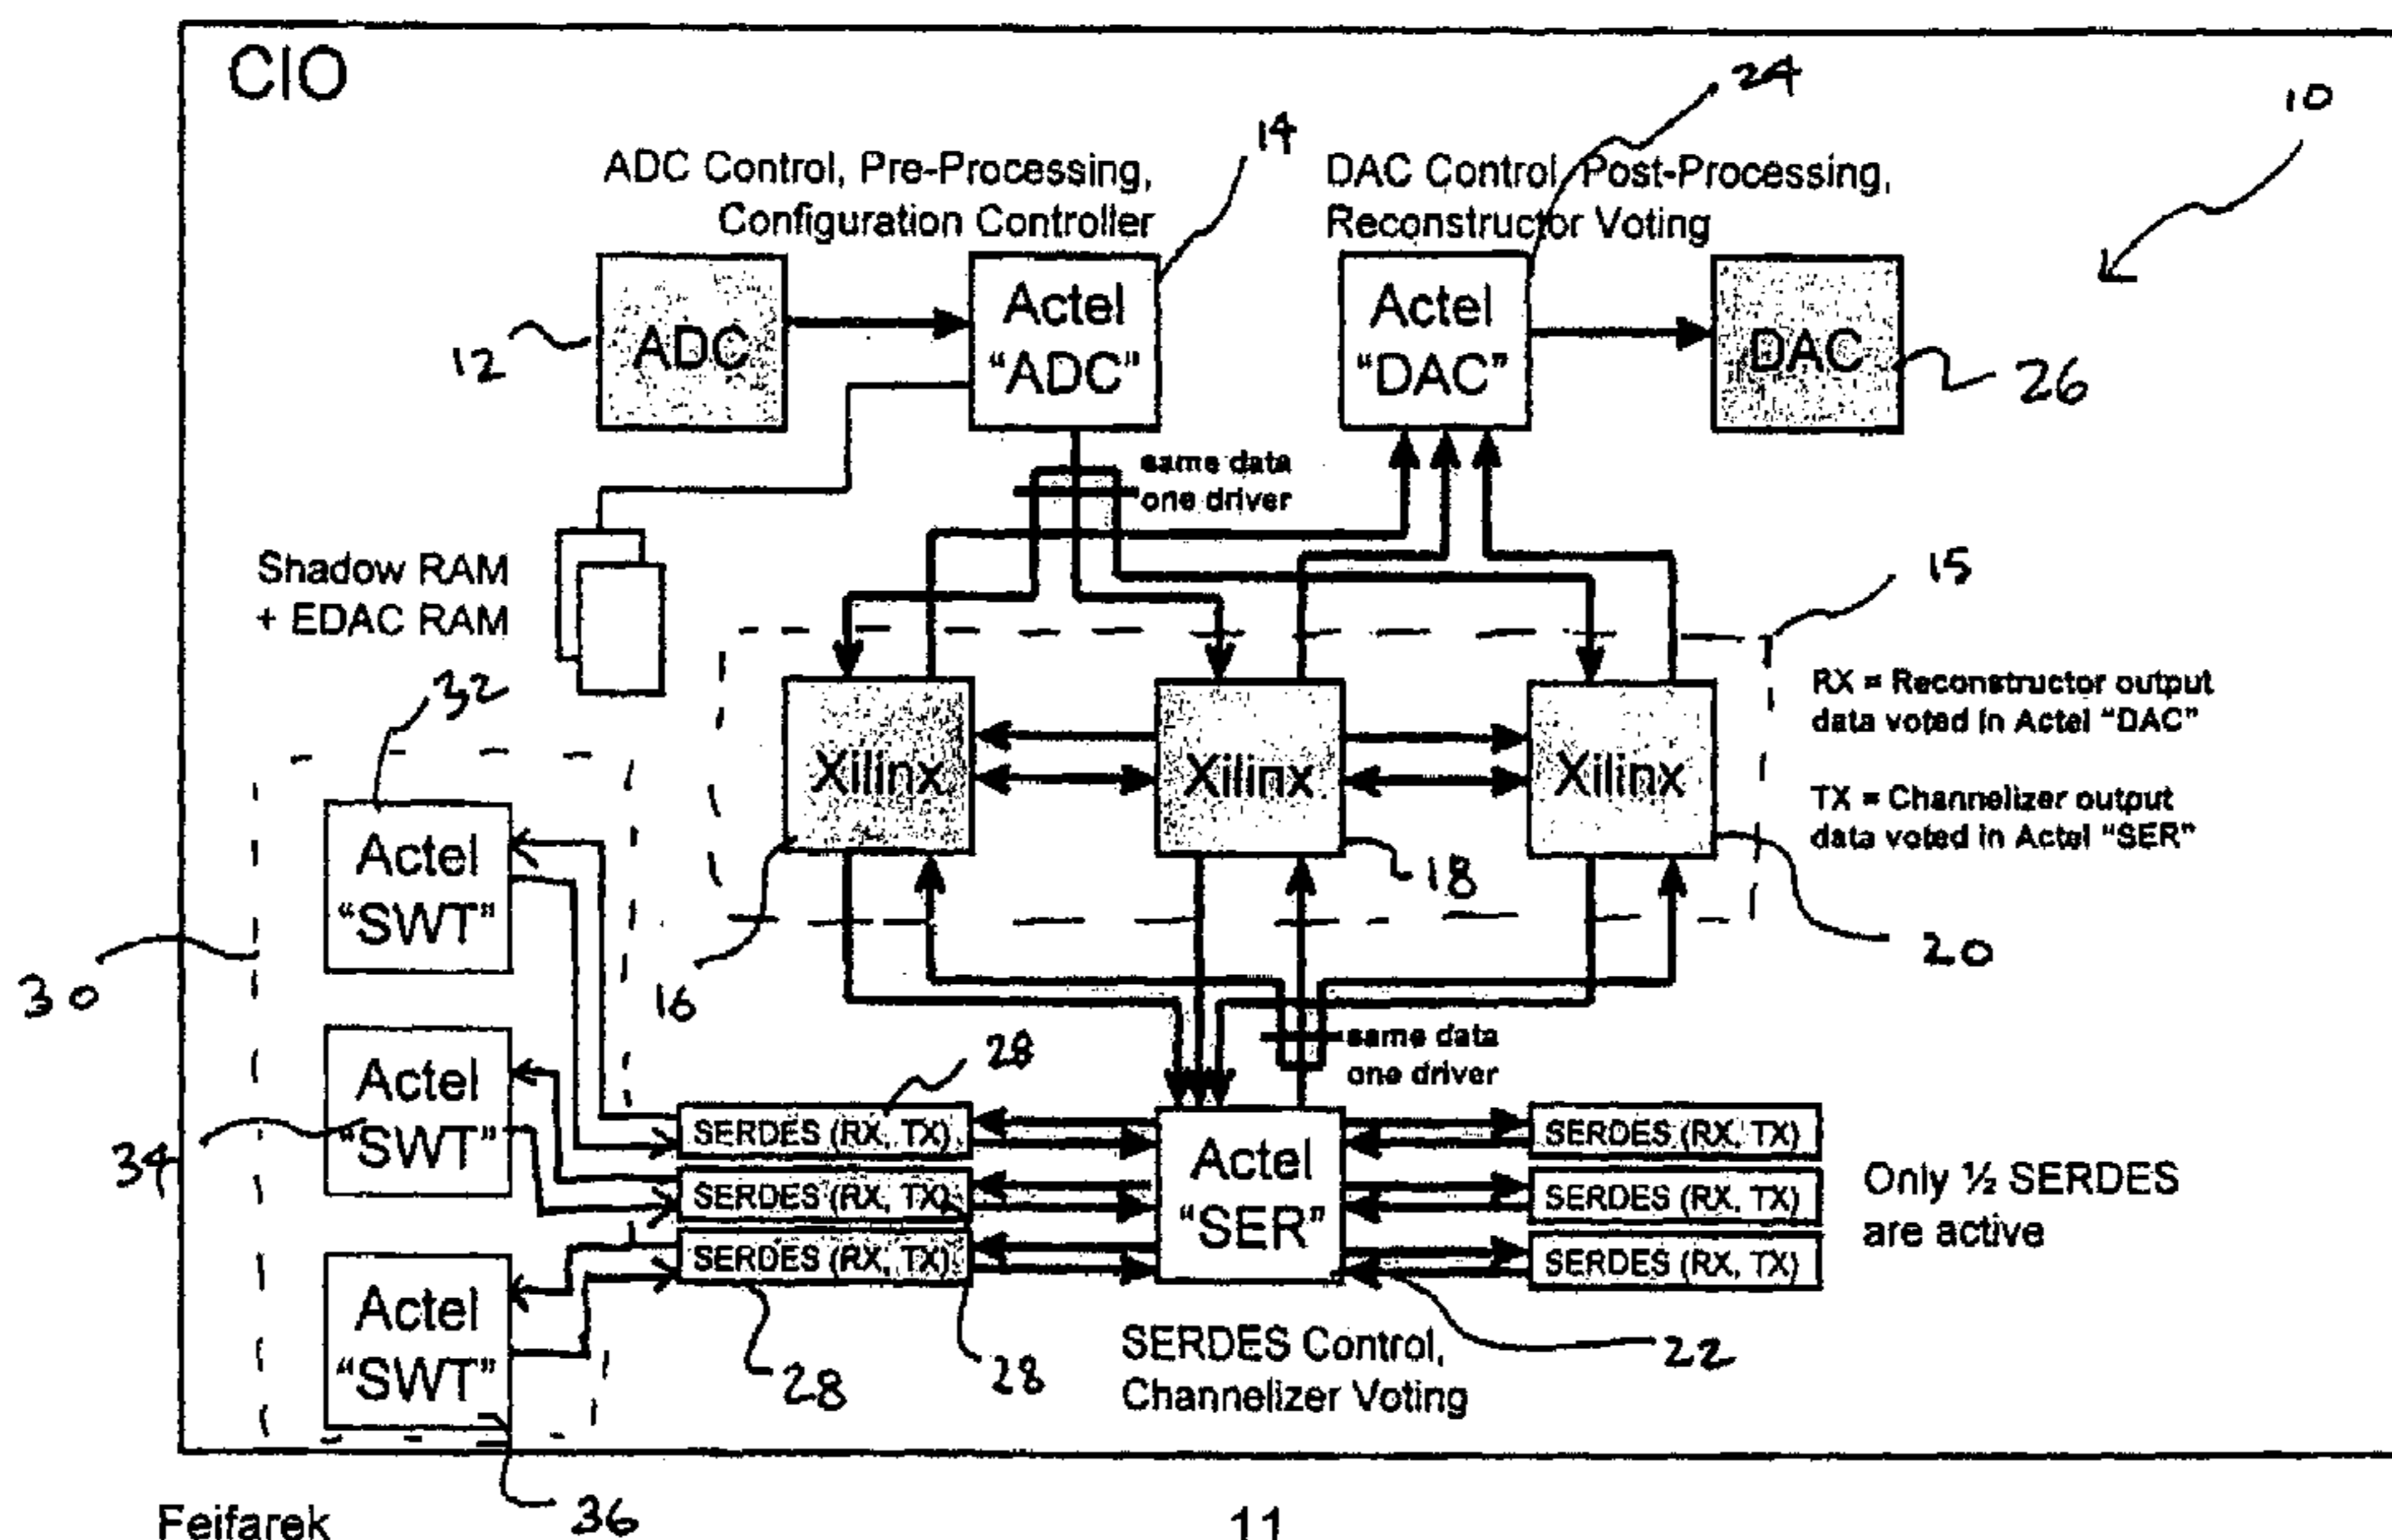 CIO
24
10
14
ADC Control, Pre-Processing,
Configuration Controller
DAC Control, Post-Processing,
Reconstructor Voting
12
ADC
Actel
"ADC"
Actel
"DAC"
DAC
26
same data
one driver
Shadow RAM
+ EDAC RAM
15
32
Xilinx
Xilinx
Xilinx
RX = Reconstructor output
data voted in Actel "DAC"
TX = Channelizer output
data voted in Actel "SER"
Actel
"SWT"
18
20
30
16
same data
one driver
28
Actel
"SWT"
34
SERDES (RX, TX)
SERDES (RX, TX)
SERDES (RX, TX)
Actel
"SER"
SERDES (RX, TX)
SERDES (RX, TX)
SERDES (RX, TX)
Only ½ SERDES
are active
Actel
"SWT"
28
28
SERDES Control,
Channelizer Voting
22
36
Feifarek
11